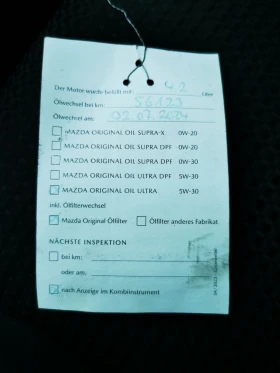 Der Motor wurde befüllt mit 4.2 Liter
Ölwechsel bei km: 56123
Ölwechsel am: 02.07.2024
MAZDA ORIGINAL OIL SUPRA-X 0W-20
MAZDA ORIGINAL OIL SUPRA DPF 0W-20
MAZDA ORIGINAL OIL SUPRA DPF 0W-30
MAZDA ORIGINAL OIL ULTRA DPF 5W-30
MAZDA ORIGINAL OIL ULTRA 5W-30
inkl. Ölfilterwechsel
Mazda Original Ölfilter Ölfilter anderes Fabrikat
NÄCHSTE INSPEKTION
bei km:
oder am:
nach Anzeige im Kombiinstrument